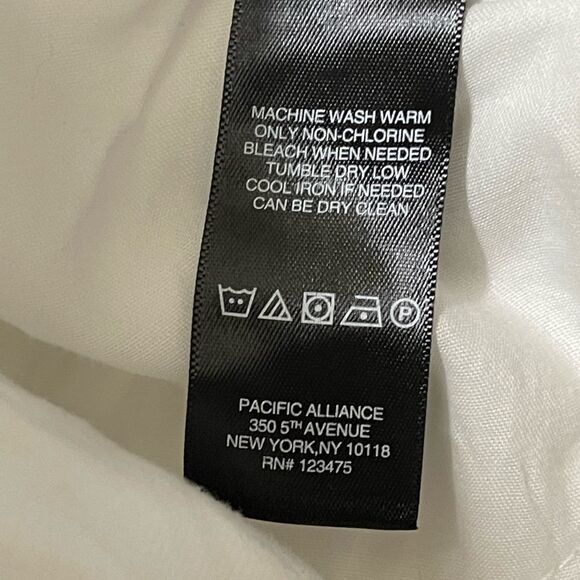 MACHINE WASH WARM
ONLY NON-CHLORINE
BLEACH WHEN NEEDED
TUMBLE DRY LOW
COOL IRON IF NEEDED
CAN BE DRY CLEAN
P
PACIFIC ALLIANCE
350 5TH AVENUE
NEW YORK,NY 10118
RN# 123475